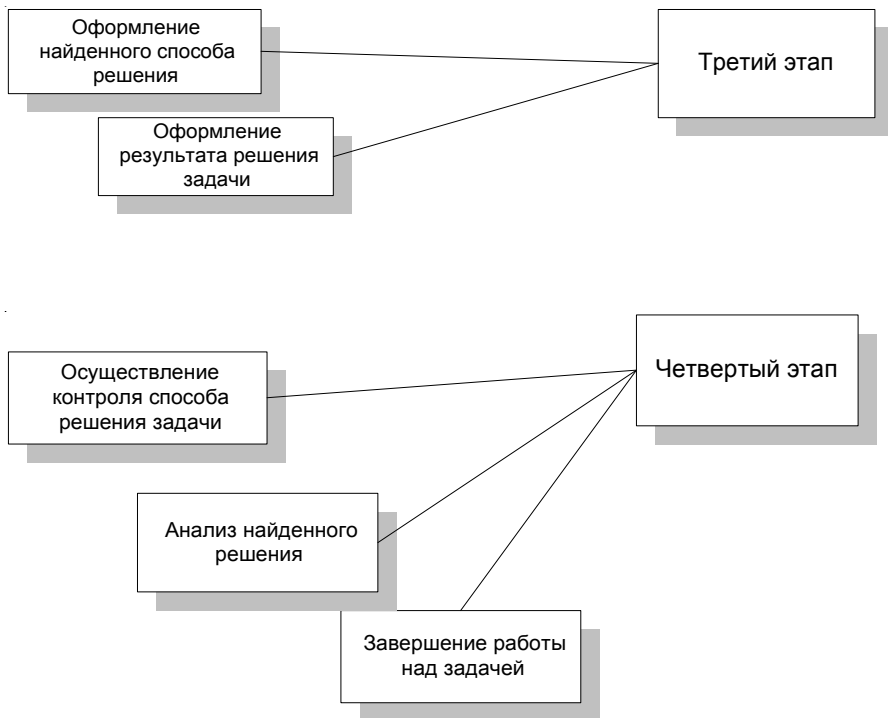 Оформление
найденного способа
решения
Третий этап
Оформление
результата решения
задачи
Четвертый этап
Осуществление
контроля способа
решения задачи
Анализ найденного
решения
Завершение работы
над задачей